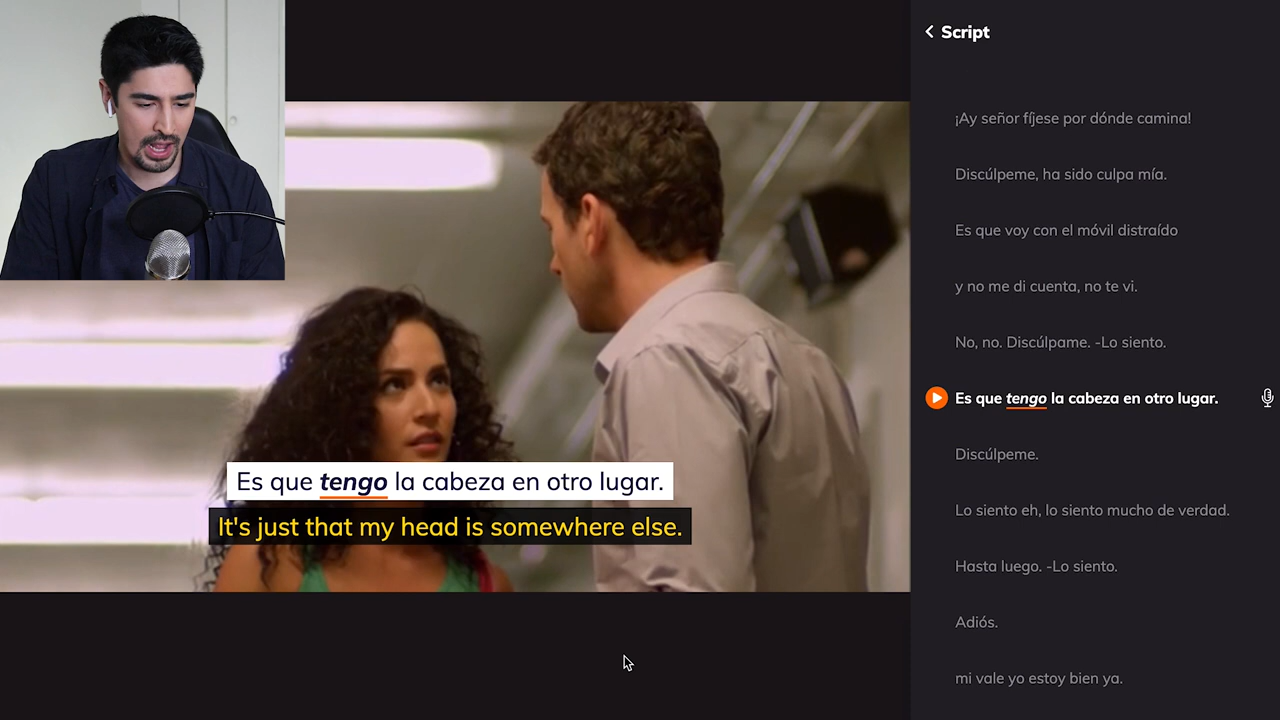 Script
¡Ay señor fíjese por dónde camina!
Discúlpeme, ha sido culpa mía.
Es que voy con el móvil distraído
y no me di cuenta, no te vi.
No, no. Discúlpame. -Lo siento.
Es que tengo la cabeza en otro lugar.
Discúlpeme.
Lo siento eh, lo siento mucho de verdad.
Hasta luego. -Lo siento.
Adiós.
mi vale yo estoy bien ya.
Es que tengo la cabeza en otro lugar.
It's just that my head is somewhere else.